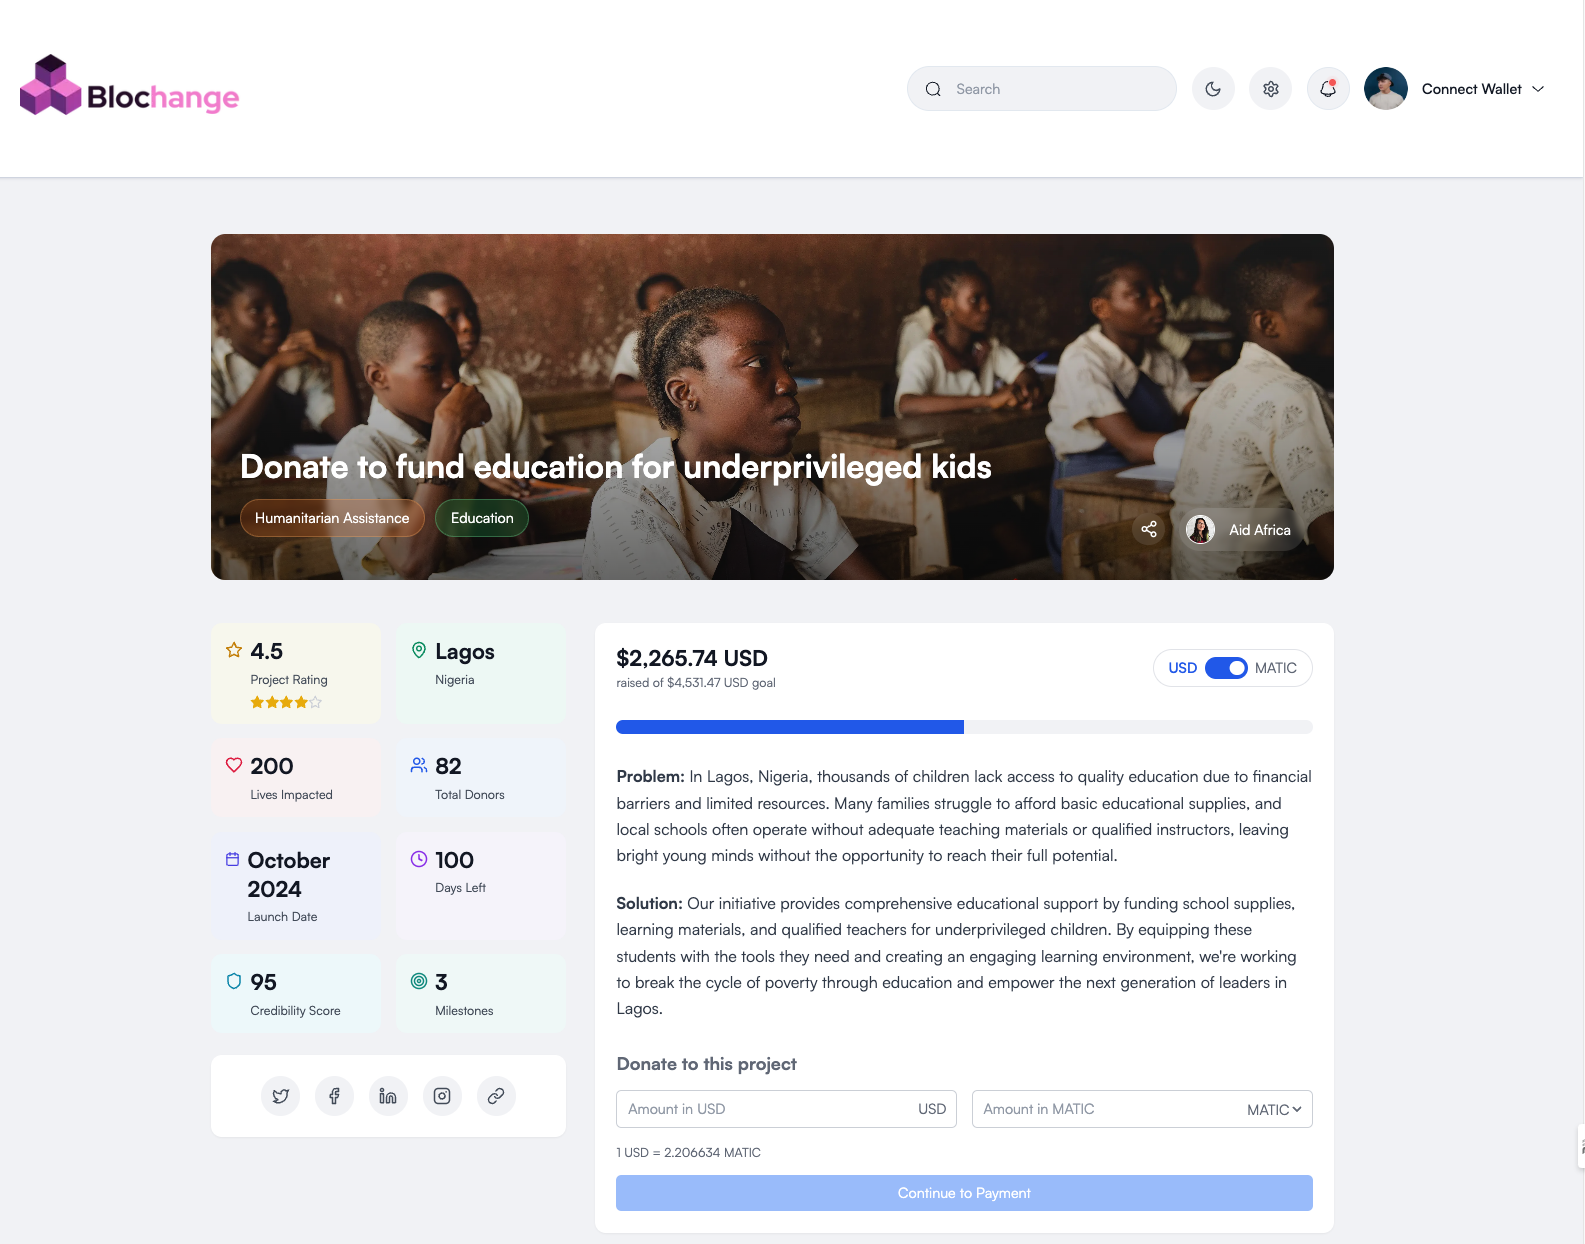 Blochange
Search
Connect Wallet
Donate to fund education for underprivileged kids
Humanitarian Assistance
Education
Aid Africa
4.5
Project Rating
Lagos
Nigeria
200
Lives Impacted
82
Total Donors
October
2024
Launch Date
100
Days Left
95
Credibility Score
3
Milestones
$2,265.74 USD
raised of $4,531.47 USD goal
USD
MATIC
Problem: In Lagos, Nigeria, thousands of children lack access to quality education due to financial
barriers and limited resources. Many families struggle to afford basic educational supplies, and
local schools often operate without adequate teaching materials or qualified instructors, leaving
bright young minds without the opportunity to reach their full potential.
Solution: Our initiative provides comprehensive educational support by funding school supplies,
learning materials, and qualified teachers for underprivileged children. By equipping these
students with the tools they need and creating an engaging learning environment, we're working
to break the cycle of poverty through education and empower the next generation of leaders in
Lagos.
Donate to this project
Amount in USD
USD
Amount in MATIC
MATIC
1 USD = 2.206634 MATIC
Continue to Payment